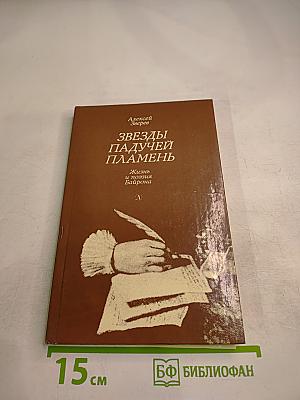 Алексей
Зверев
ЗВЕЗДЫ
ПАДУЧЕЙ
ПЛАМЕНЬ
Жизнь
и поэзия
Байрона
15 см
БФ БИБЛИОФАН